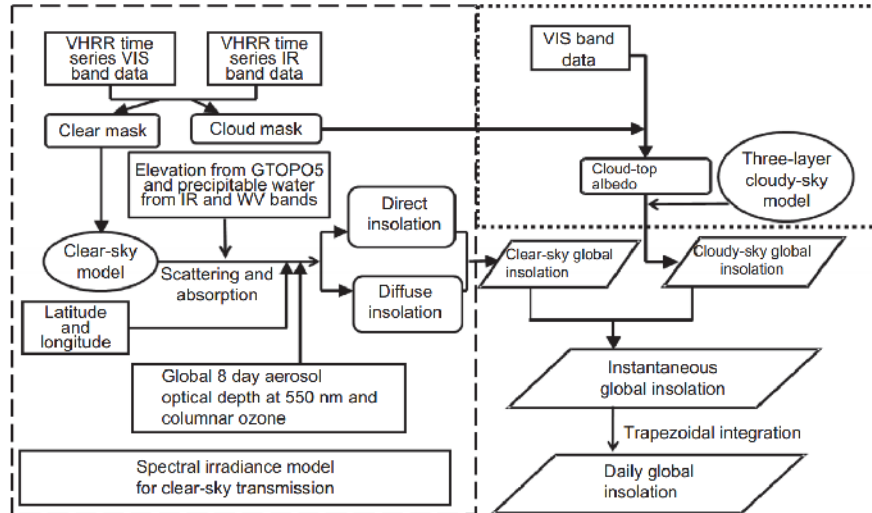 VHRR time
series VIS
band data
VHRR time
series IR
band data
VIS band
data
Clear mask
Cloud mask
Elevation from GTOPO5
and precipitable water
from IR and WV bands
Cloud-top
albedo
Three-layer
cloudy-sky
model
Direct
insolation
Clear-sky
model
Scattering and
absorption
Clear-sky global
insolation
Cloudy-sky global
insolation
Diffuse
insolation
Latitude
and
longitude
Global 8 day aerosol
optical depth at 550 nm and
columnar ozone
Instantaneous
global insolation
Trapezoidal integration
Spectral irradiance model
for clear-sky transmission
Daily global
insolation